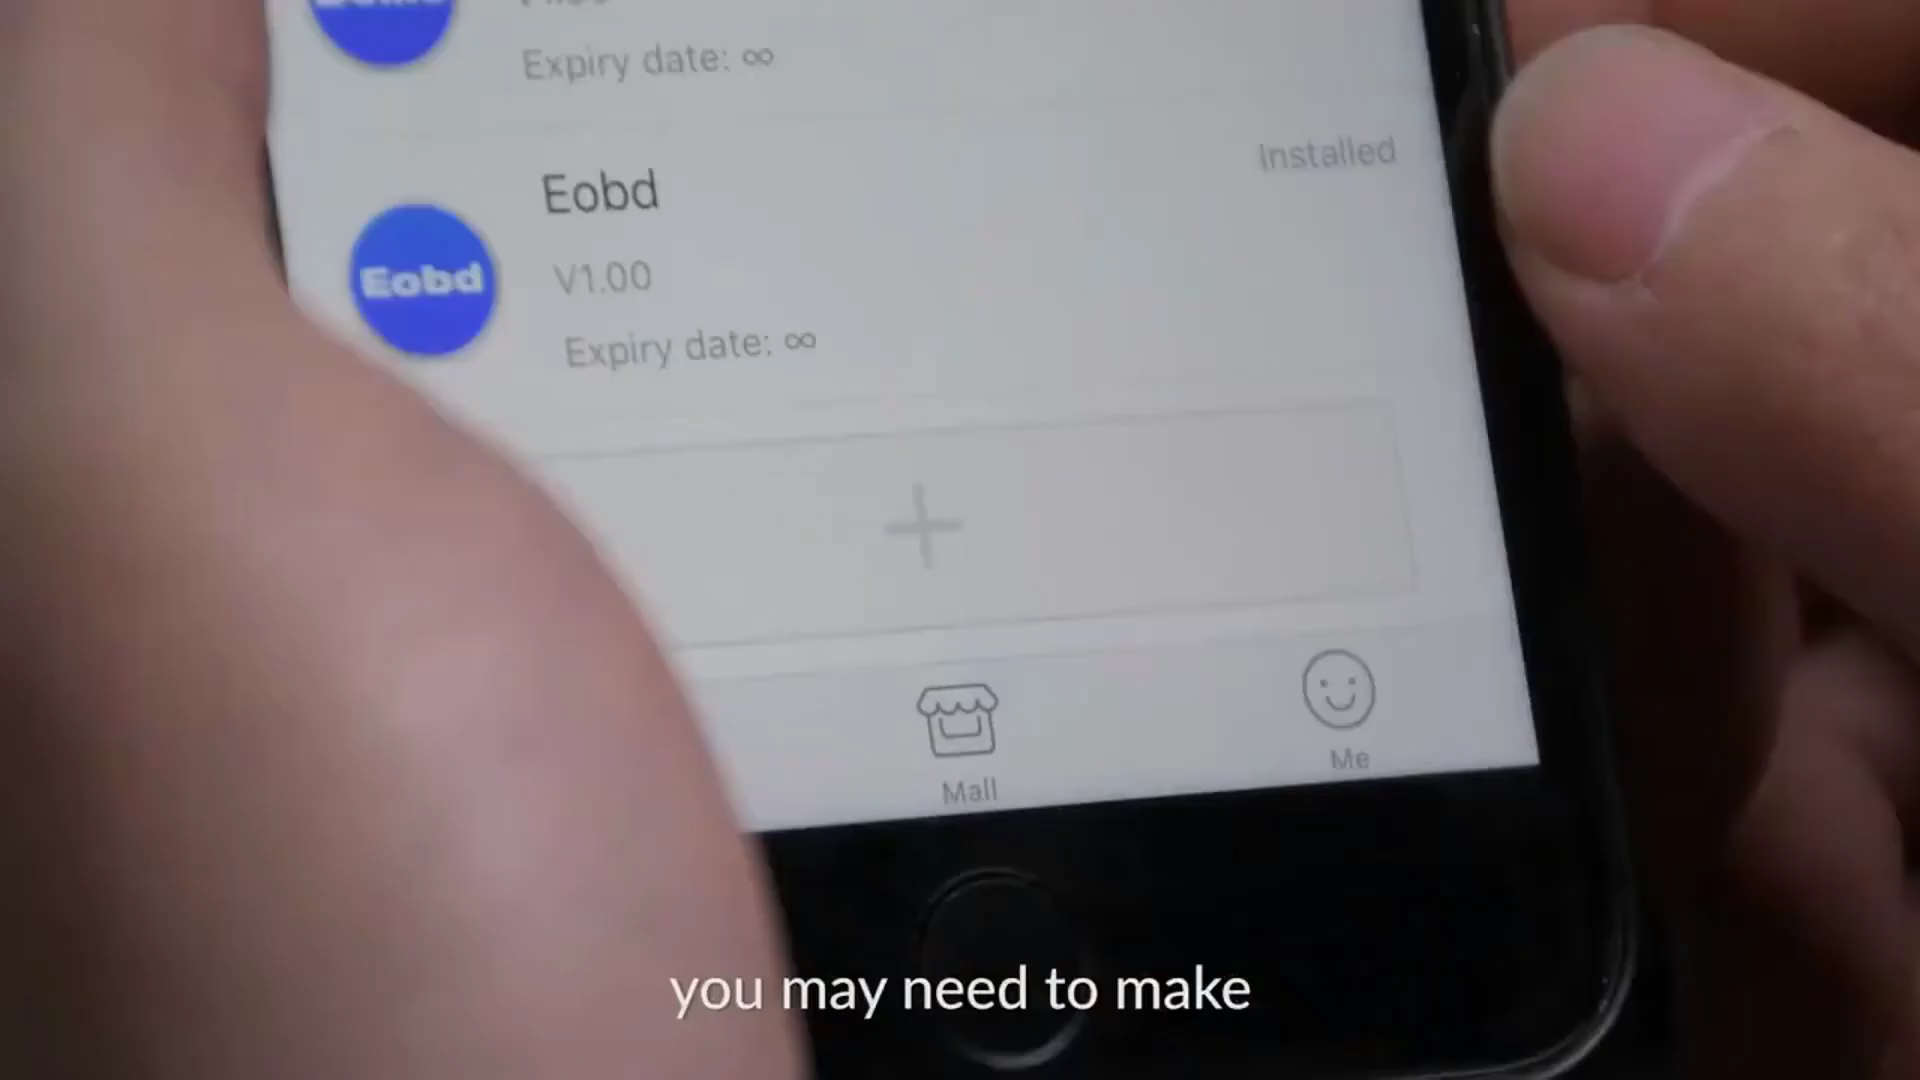 Expiry date: ∞
Installed
Eobd
Eobd
V1.00
Expiry date: ∞
Mall
Me
you may need to make